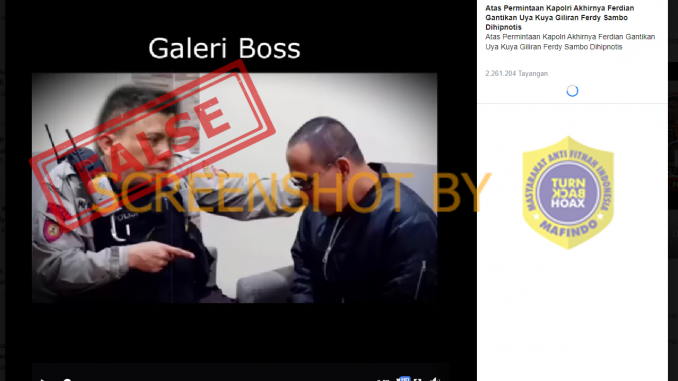 Galeri Boss
FALSE
SCREENSHOT BY
POLISI
Atas Permintaan Kapolri Akhirnya Ferdian
Gantikan Uya Kuya Giliran Ferdy Sambo
Dihipnotis
Atas Permintaan Kapolri Akhirnya Ferdian Gantikan
Uya Kuya Giliran Ferdy Sambo Dihipnotis
2.261.204 Tayangan
MASYARAKAT ANTI FITNAH INDONESIA
TURN
BACK
HOAX
MAFINDO
HD